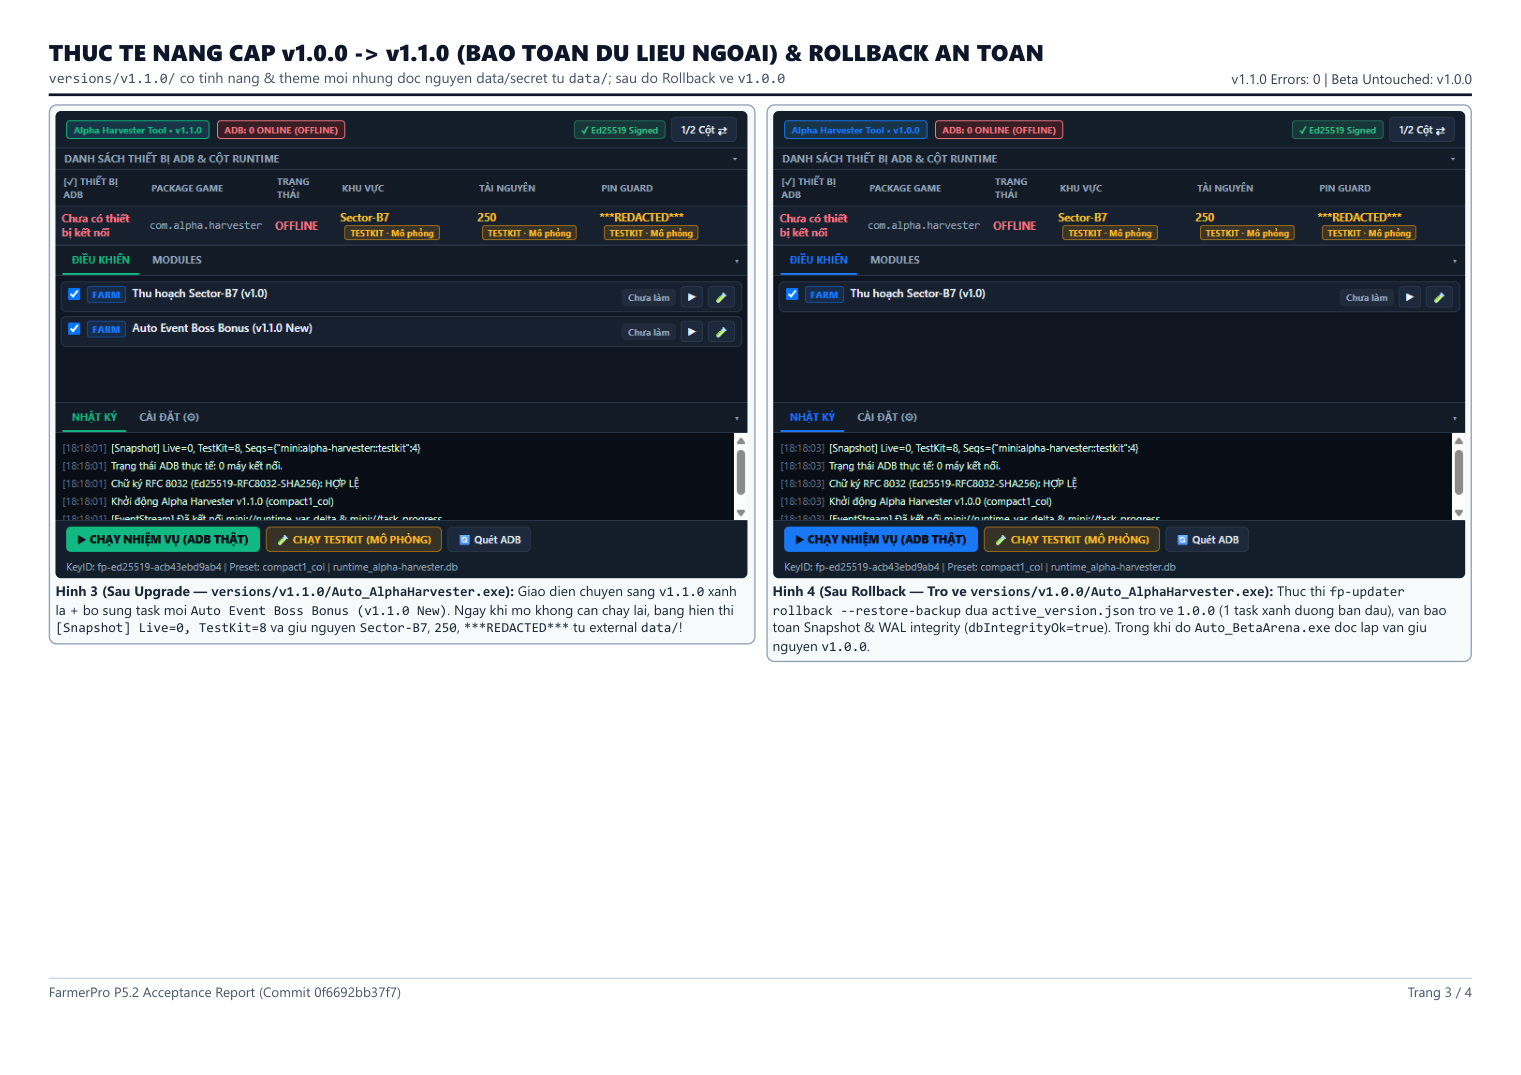 THUC TE NANG CAP v1.0.0 -> v1.1.0 (BAO TOAN DU LIEU NGOAI) & ROLLBACK AN TOAN
versions/v1.1.0/ co tinh nang & theme moi nhung doc nguyen data/secret tu data/; sau do Rollback ve v1.0.0
v1.1.0 Errors: 0 | Beta Untouched: v1.0.0
Alpha Harvester Tool • v1.1.0
ADB: 0 ONLINE (OFFLINE)
✓ Ed25519 Signed
1/2 Cột ⇄
DANH SÁCH THIẾT BỊ ADB & CỘT RUNTIME
[✓] THIẾT BỊ ADB
PACKAGE GAME
TRẠNG THÁI
KHU VỰC
TÀI NGUYÊN
PIN GUARD
Chưa có thiết bị kết nối
com.alpha.harvester
OFFLINE
Sector-B7
TESTKIT · Mô phỏng
250
TESTKIT · Mô phỏng
***REDACTED***
TESTKIT · Mô phỏng
ĐIỀU KHIỂN
MODULES
FARM
Thu hoạch Sector-B7 (v1.0)
Chưa làm
FARM
Auto Event Boss Bonus (v1.1.0 New)
Chưa làm
NHẬT KÝ
CÀI ĐẶT (⚙)
[18:18:01] [Snapshot] Live=0, TestKit=8, Seqs={"mini:alpha-harvester::testkit":4}
[18:18:01] Trạng thái ADB thực tế: 0 máy kết nối.
[18:18:01] Chữ ký RFC 8032 (Ed25519-RFC8032-SHA256): HỢP LỆ
[18:18:01] Khởi động Alpha Harvester v1.1.0 (compact1_col)
[18:18:01] [EventStream] Đã kết nối mini://runtime_var_delta & mini://task_progress
▶ CHẠY NHIỆM VỤ (ADB THẬT)
CHẠY TESTKIT (MÔ PHỎNG)
Quét ADB
KeyID: fp-ed25519-acb43ebd9ab4 | Preset: compact1_col | runtime_alpha-harvester.db
Hinh 3 (Sau Upgrade — versions/v1.1.0/Auto_AlphaHarvester.exe): Giao dien chuyen sang v1.1.0 xanh
la + bo sung task moi Auto Event Boss Bonus (v1.1.0 New). Ngay khi mo khong can chay lai, bang hien thi
[Snapshot] Live=0, TestKit=8 va giu nguyen Sector-B7, 250, ***REDACTED*** tu external data/!
Alpha Harvester Tool • v1.0.0
ADB: 0 ONLINE (OFFLINE)
✓ Ed25519 Signed
1/2 Cột ⇄
DANH SÁCH THIẾT BỊ ADB & CỘT RUNTIME
[✓] THIẾT BỊ ADB
PACKAGE GAME
TRẠNG THÁI
KHU VỰC
TÀI NGUYÊN
PIN GUARD
Chưa có thiết bị kết nối
com.alpha.harvester
OFFLINE
Sector-B7
TESTKIT · Mô phỏng
250
TESTKIT · Mô phỏng
***REDACTED***
TESTKIT · Mô phỏng
ĐIỀU KHIỂN
MODULES
FARM
Thu hoạch Sector-B7 (v1.0)
Chưa làm
NHẬT KÝ
CÀI ĐẶT (⚙)
[18:18:03] [Snapshot] Live=0, TestKit=8, Seqs={"mini:alpha-harvester::testkit":4}
[18:18:03] Trạng thái ADB thực tế: 0 máy kết nối.
[18:18:03] Chữ ký RFC 8032 (Ed25519-RFC8032-SHA256): HỢP LỆ
[18:18:03] Khởi động Alpha Harvester v1.0.0 (compact1_col)
[18:18:03] [EventStream] Đã kết nối mini://runtime_var_delta & mini://task_progress
▶ CHẠY NHIỆM VỤ (ADB THẬT)
CHẠY TESTKIT (MÔ PHỎNG)
Quét ADB
KeyID: fp-ed25519-acb43ebd9ab4 | Preset: compact1_col | runtime_alpha-harvester.db
Hinh 4 (Sau Rollback — Tro ve versions/v1.0.0/Auto_AlphaHarvester.exe): Thuc thi fp-updater
rollback --restore-backup dua active_version.json tro ve 1.0.0 (1 task xanh duong ban dau), van bao
toan Snapshot & WAL integrity (dbIntegrityOk=true). Trong khi do Auto_BetaArena.exe doc lap van giu
nguyen v1.0.0.
FarmerPro P5.2 Acceptance Report (Commit 0f6692bb37f7)
Trang 3 / 4